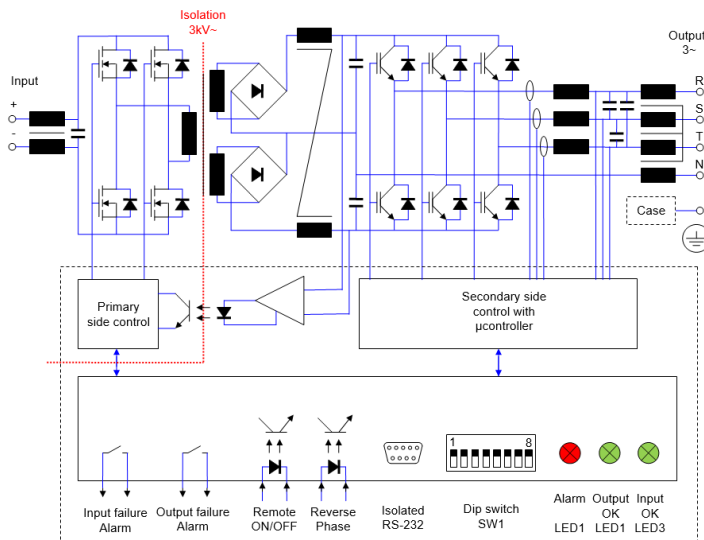 Isolation
3kV~
Output
3~
Input
+
-
R
S
T
N
Case
Primary
side control
Secondary side
control with
µcontroller
1
8
Input failure
Alarm
Output failure
Alarm
Remote
ON/OFF
Reverse
Phase
Isolated
RS-232
Dip switch
SW1
Alarm
LED1
Output
OK
LED1
Input
OK
LED3